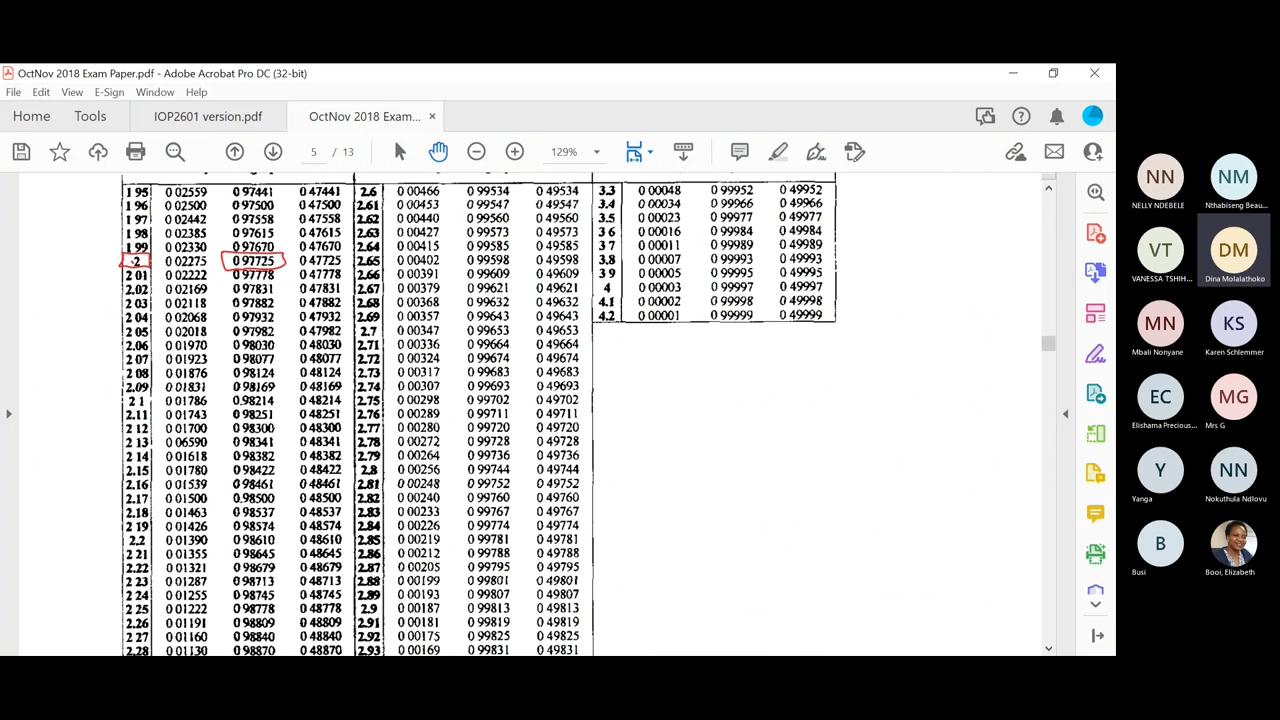 OctNov 2018 Exam Paper.pdf - Adobe Acrobat Pro DC (32-bit)
File Edit View E-Sign Window Help
Home Tools IOP2601 version.pdf OctNov 2018 Exam... ×
5 / 13 129%
1 95 0 02559 0 97441 0 47441 2.6 0 00466 0 99534 0 49534 3.3 0 00048 0 99952 0 49952
1 96 0 02500 0 97500 0 47500 2.61 0 00453 0 99547 0 49547 3.4 0 00034 0 99966 0 49966
1 97 0 02442 0 97558 0 47558 2.62 0 00440 0 99560 0 49560 3.5 0 00023 0 99977 0 49977
1 98 0 02385 0 97615 0 47615 2.63 0 00427 0 99573 0 49573 3 6 0 00016 0 99984 0 49984
1 99 0 02330 0 97670 0 47670 2.64 0 00415 0 99585 0 49585 3 7 0 00011 0 99989 0 49989
2 0 02275 0 97725 0 47725 2.65 0 00402 0 99598 0 49598 3.8 0 00007 0 99993 0 49993
2 01 0 02222 0 97778 0 47778 2.66 0 00391 0 99609 0 49609 3 9 0 00005 0 99995 0 49995
2.02 0 02169 0 97831 0 47831 2.67 0 00379 0 99621 0 49621 4 0 00003 0 99997 0 49997
2 03 0 02118 0 97882 0 47882 2.68 0 00368 0 99632 0 49632 4.1 0 00002 0 99998 0 49998
2 04 0 02068 0 97932 0 47932 2.69 0 00357 0 99643 0 49643 4.2 0 00001 0 99999 0 49999
2 05 0 02018 0 97982 0 47982 2.7 0 00347 0 99653 0 49653
2.06 0 01970 0 98030 0 48030 2.71 0 00336 0 99664 0 49664
2 07 0 01923 0 98077 0 48077 2.72 0 00324 0 99674 0 49674
2 08 0 01876 0 98124 0 48124 2.73 0 00317 0 99683 0 49683
2.09 0 01831 0 98169 0 48169 2.74 0 00307 0 99693 0 49693
2 1 0 01786 0 98214 0 48214 2.75 0 00298 0 99702 0 49702
2.11 0 01743 0 98251 0 48251 2.76 0 00289 0 99711 0 49711
2 12 0 01700 0 98300 0 48300 2.77 0 00280 0 99720 0 49720
2 13 0 06590 0 98341 0 48341 2.78 0 00272 0 99728 0 49728
2 14 0 01618 0 98382 0 48382 2.79 0 00264 0 99736 0 49736
2.15 0 01780 0 98422 0 48422 2.8 0 00256 0 99744 0 49744
2.16 0 01539 0 98461 0 48461 2.81 0 00248 0 99752 0 49752
2.17 0 01500 0 98500 0 48500 2.82 0 00240 0 99760 0 49760
2.18 0 01463 0 98537 0 48537 2.83 0 00233 0 99767 0 49767
2 19 0 01426 0 98574 0 48574 2.84 0 00226 0 99774 0 49774
2.2 0 01390 0 98610 0 48610 2.85 0 00219 0 99781 0 49781
2 21 0 01355 0 98645 0 48645 2.86 0 00212 0 99788 0 49788
2.22 0 01321 0 98679 0 48679 2.87 0 00205 0 99795 0 49795
2 23 0 01287 0 98713 0 48713 2.88 0 00199 0 99801 0 49801
2 24 0 01255 0 98745 0 48745 2.89 0 00193 0 99807 0 49807
2 25 0 01222 0 98778 0 48778 2.9 0 00187 0 99813 0 49813
2.26 0 01191 0 98809 0 48809 2.91 0 00181 0 99819 0 49819
2 27 0 01160 0 98840 0 48840 2.92 0 00175 0 99825 0 49825
2.28 0 01130 0 98870 0 48870 2.93 0 00169 0 99831 0 49831
NN NM
NELLY NDEBELE Nthabiseng Beau...
VT DM
VANESSA TSHIH... Dina Molalathoko
MN KS
Mbali Nonyane Karen Schlemmer
EC MG
Elishama Precious... Mrs G
Y NN
Yanga Nokuthula Ndlovu
B
Busi Booi, Elizabeth